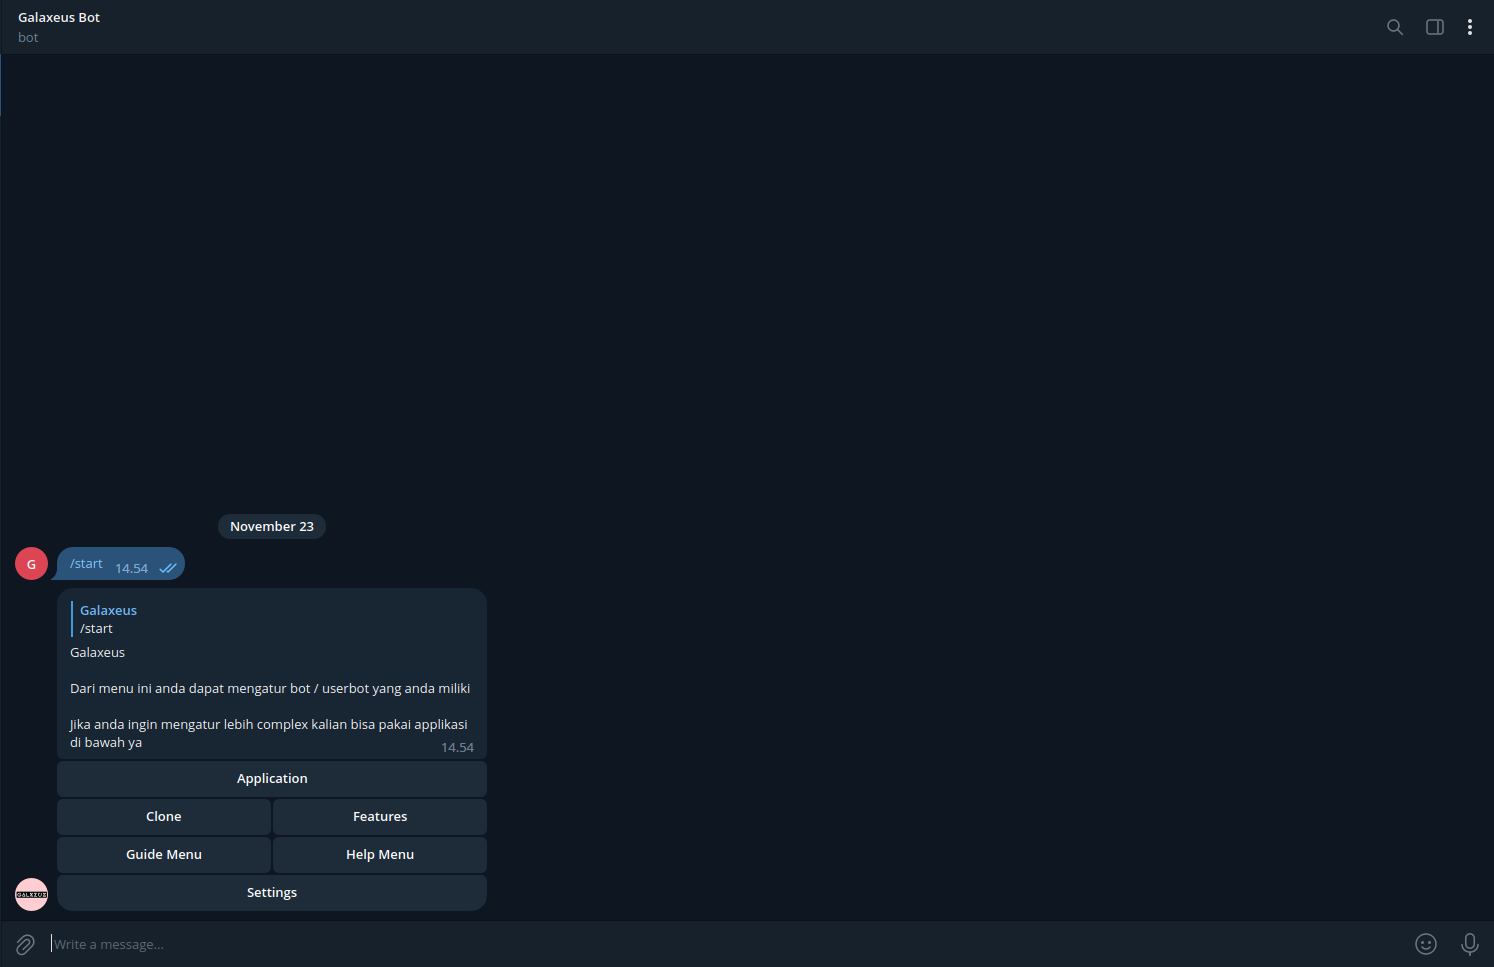 Galaxeus Bot
bot
November 23
G
/start 14.54
Galaxeus
/start
Galaxeus
Dari menu ini anda dapat mengatur bot / userbot yang anda miliki
Jika anda ingin mengatur lebih complex kalian bisa pakai applikasi
di bawah ya
14.54
Application
Clone Features
Guide Menu Help Menu
Settings
Write a message...